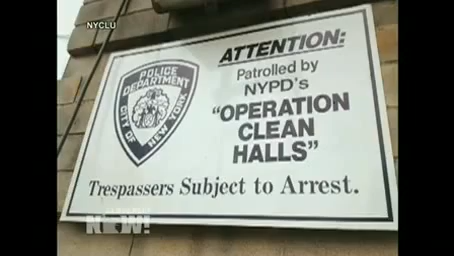 NYCLU
ATTENTION:
Patrolled by
NYPD's
"OPERATION
CLEAN
HALLS"
POLICE
DEPARTMENT
CITY OF
NEW YORK
Trespassers Subject to Arrest.
NOW!